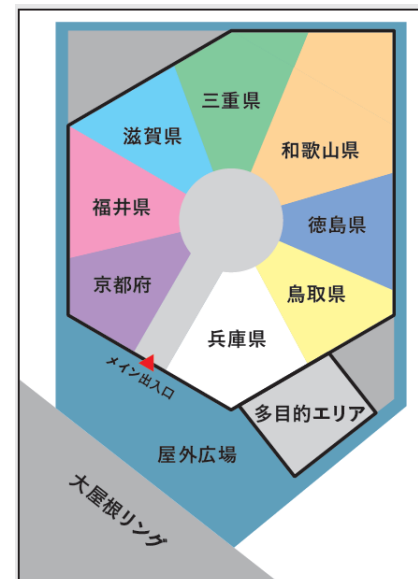 三重県
滋賀県
和歌山県
福井県
徳島県
京都府
鳥取県
兵庫県
メイン出入口
多目的エリア
屋外広場
大屋根リング